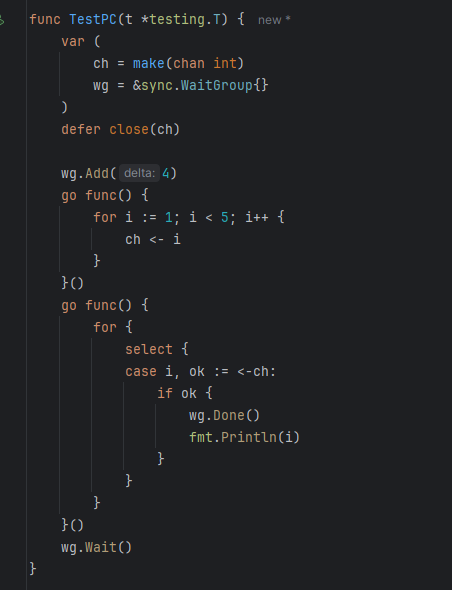 func TestPC(t *testing.T) { new *
    var (
        ch = make(chan int)
        wg = &sync.WaitGroup{}
    )
    defer close(ch)

    wg.Add( delta: 4)
    go func() {
        for i := 1; i < 5; i++ {
            ch <- i
        }
    }()
    go func() {
        for {
            select {
            case i, ok := <-ch:
                if ok {
                    wg.Done()
                    fmt.Println(i)
                }
            }
        }
    }()
    wg.Wait()
}